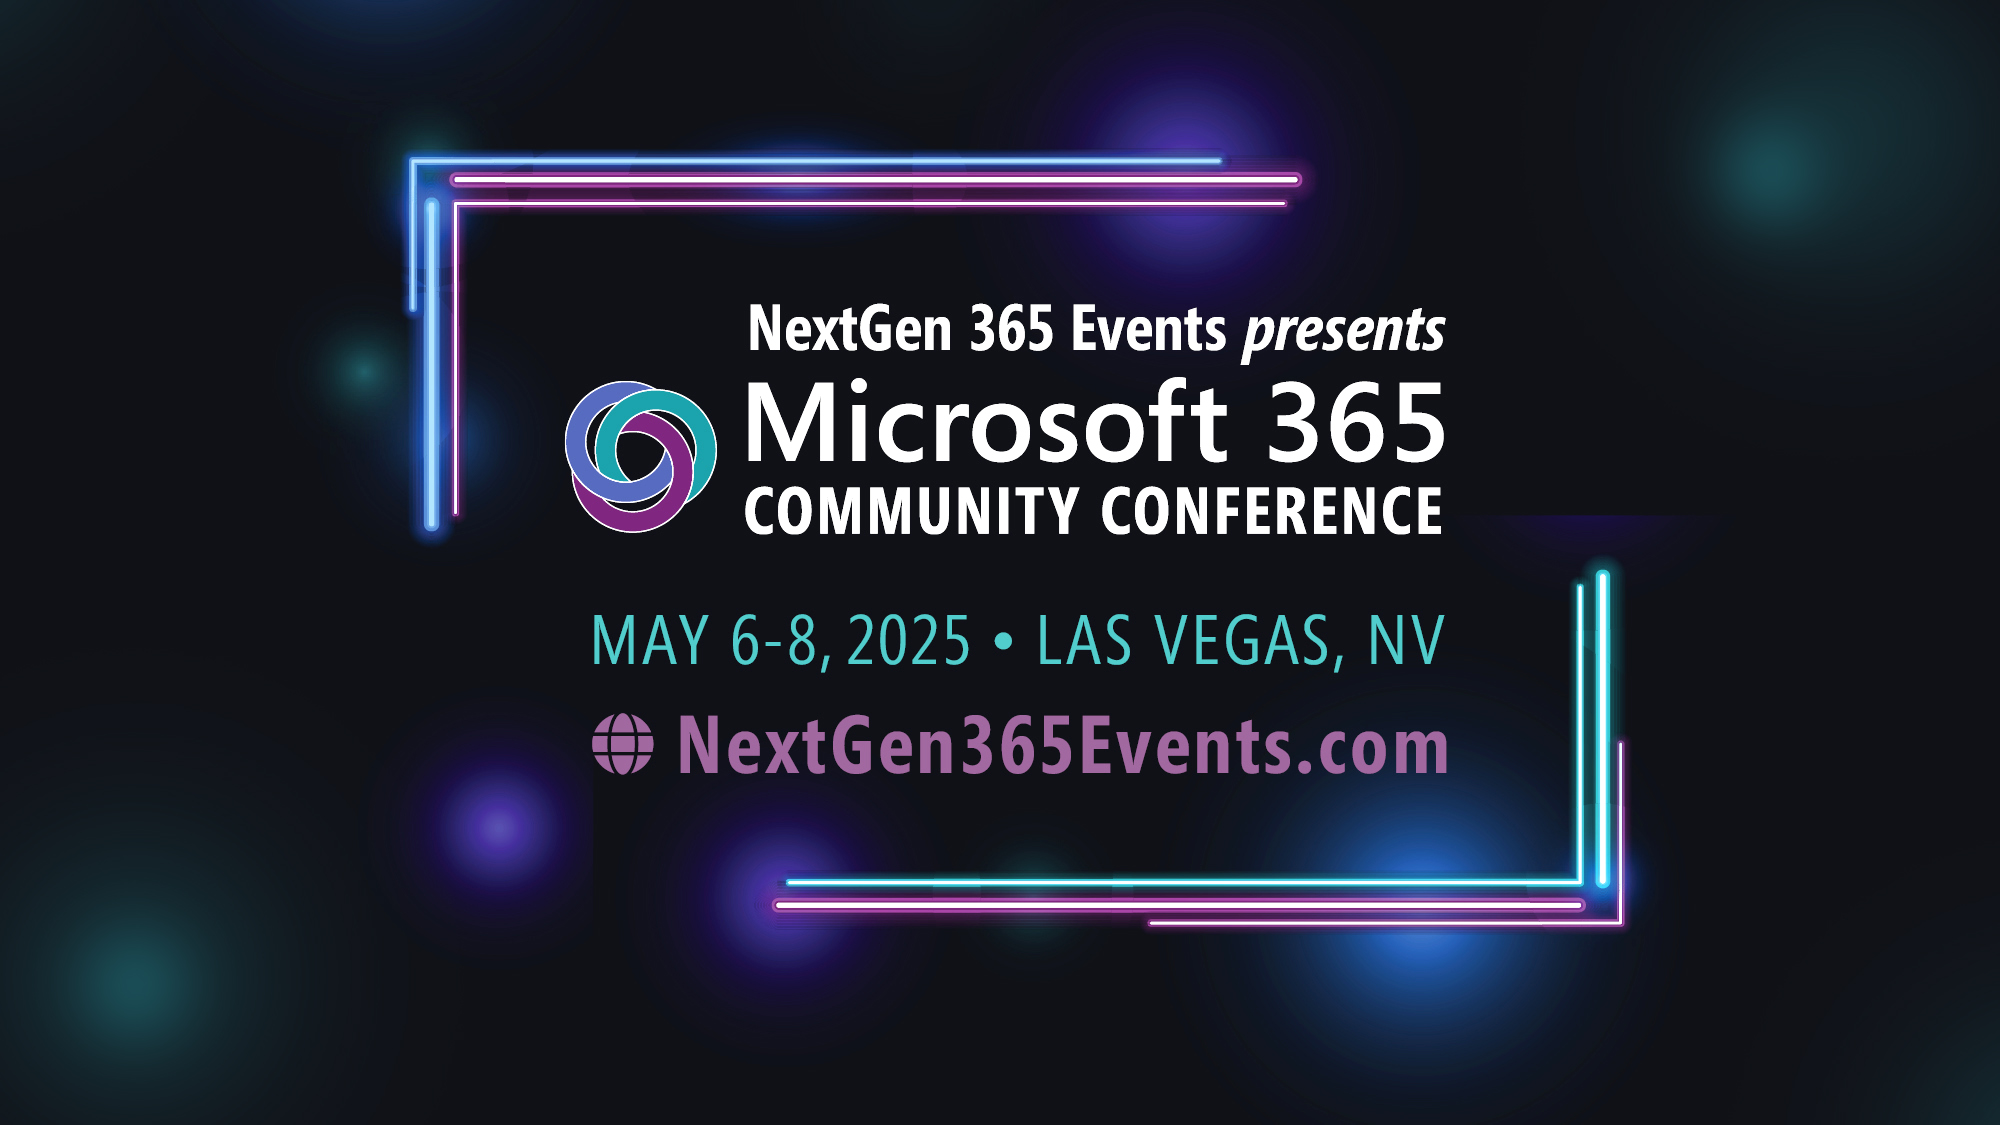 NextGen 365 Events presents
Microsoft 365
COMMUNITY CONFERENCE
MAY 6-8, 2025 • LAS VEGAS, NV
NextGen365Events.com